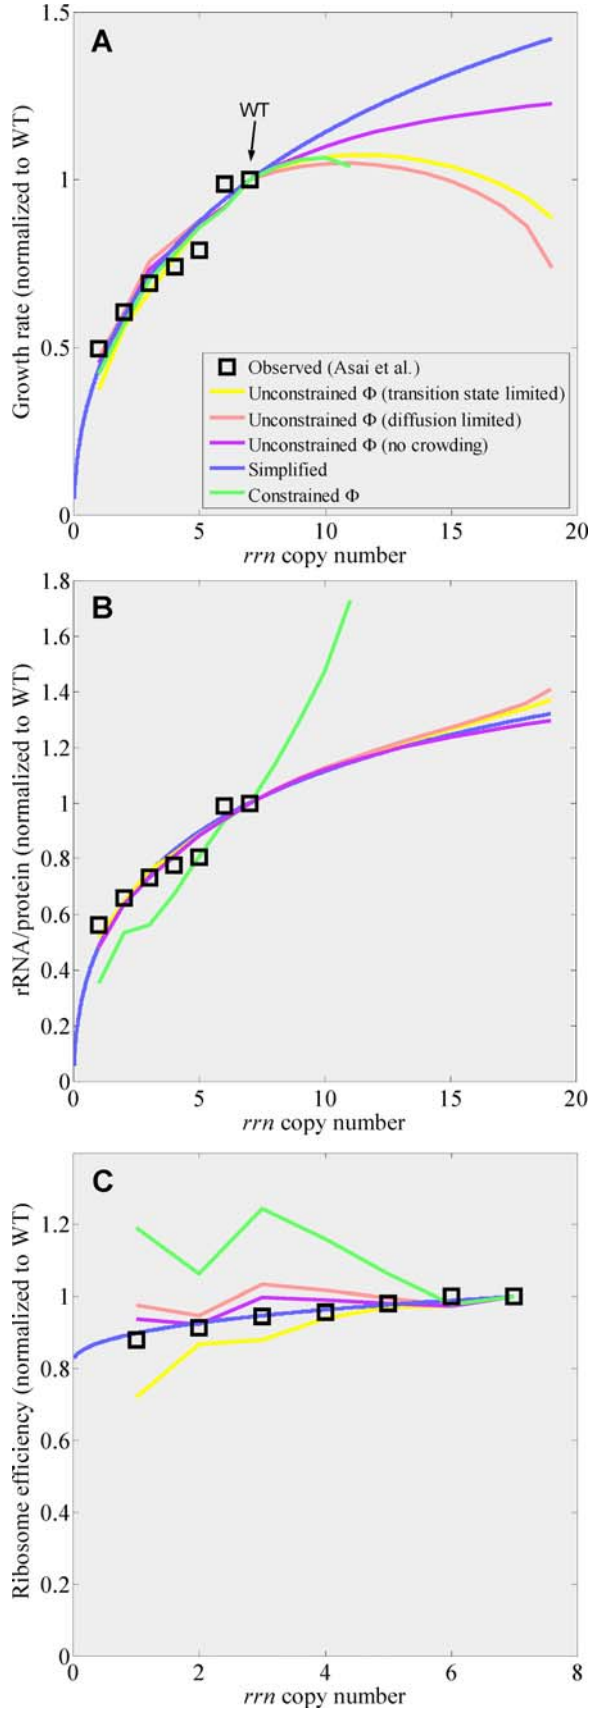 A
1.5
1
0.5
0
Growth rate (normalized to WT)
WT
Observed (Asai et al.)
Unconstrained Φ (transition state limited)
Unconstrained Φ (diffusion limited)
Unconstrained Φ (no crowding)
Simplified
Constrained Φ
0 5 10 15 20
rrn copy number
B
1.8
1.6
1.4
1.2
1
0.8
0.6
0.4
0.2
0
rRNA/protein (normalized to WT)
0 5 10 15 20
rrn copy number
C
1.2
1
0.8
0.6
0.4
0.2
0
Ribosome efficiency (normalized to WT)
0 2 4 6 8
rrn copy number